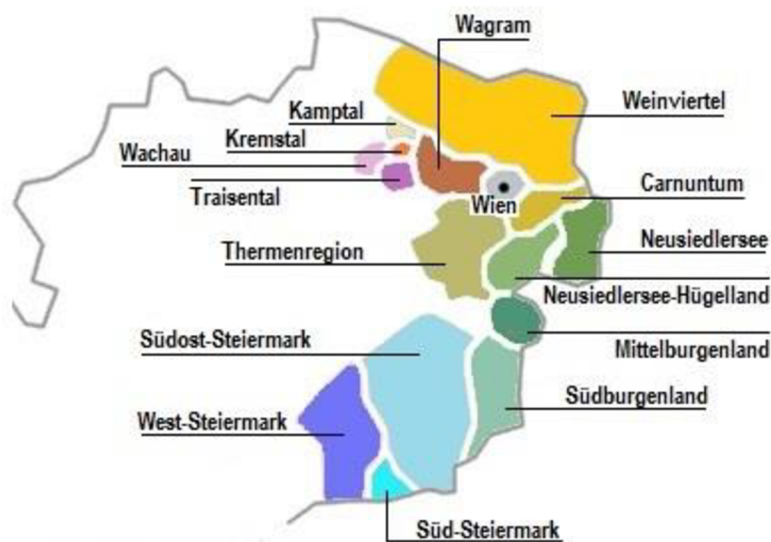 Wagram
Weinviertel
Kamptal
Kremstal
Wachau
Traisental
Wien
Carnuntum
Neusiedlersee
Thermenregion
Neusiedlersee-Hügelland
Südost-Steiermark
Mittelburgenland
Südburgenland
West-Steiermark
Süd-Steiermark